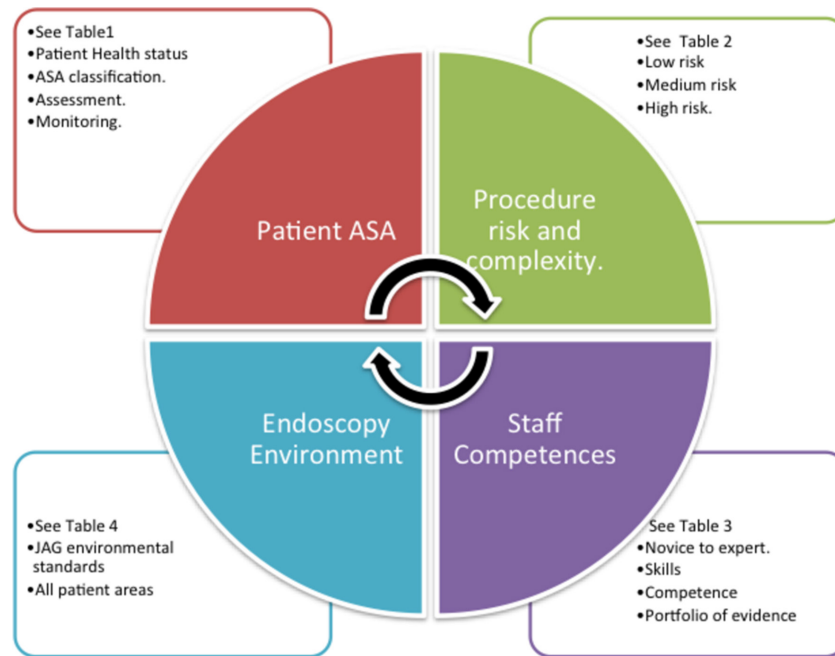 •See Table1
•Patient Health status
•ASA classification.
•Assessment.
•Monitoring.
•See Table 2
•Low risk
•Medium risk
•High risk.
Patient ASA
Procedure
risk and
complexity.
Endoscopy
Environment
Staff
Competences
•See Table 4
•JAG environmental
standards
•All patient areas
See Table 3
•Novice to expert.
•Skills
•Competence
•Portfolio of evidence